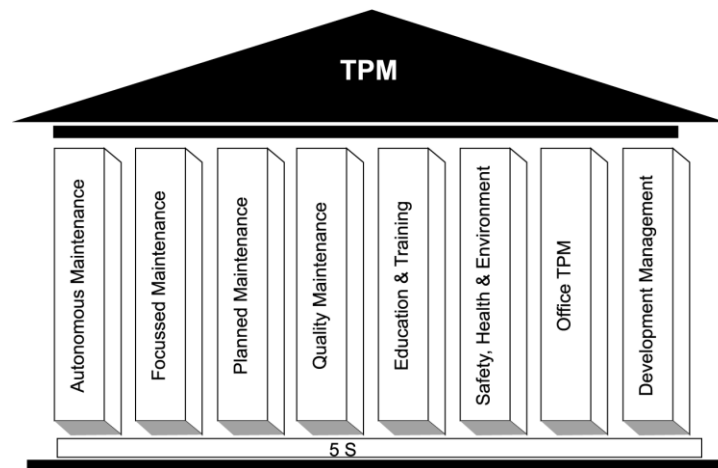 TPM
Autonomous Maintenance
Focussed Maintenance
Planned Maintenance
Quality Maintenance
Education & Training
Safety, Health & Environment
Office TPM
Development Management
5 S